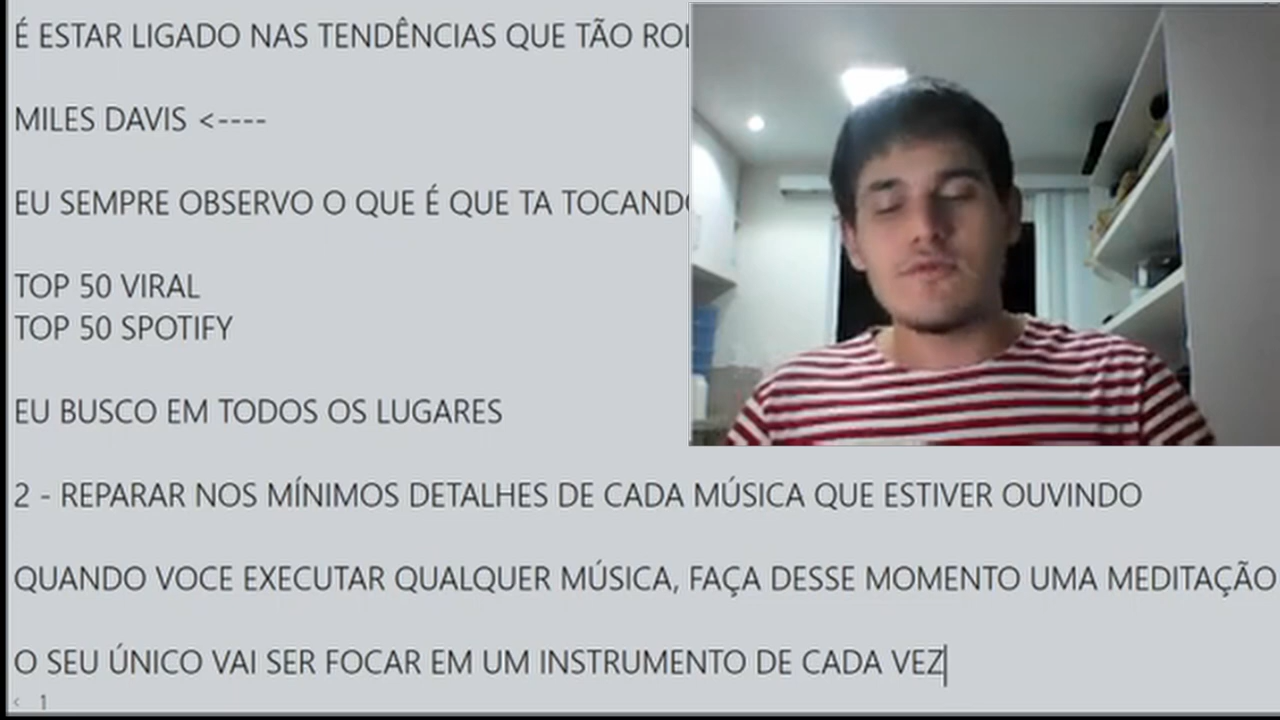 É ESTAR LIGADO NAS TENDÊNCIAS QUE TÃO
MILES DAVIS <----
EU SEMPRE OBSERVO O QUE É QUE TA TOCANDO
TOP 50 VIRAL
TOP 50 SPOTIFY
EU BUSCO EM TODOS OS LUGARES
2 - REPARAR NOS MÍNIMOS DETALHES DE CADA MÚSICA QUE ESTIVER OUVINDO
QUANDO VOCE EXECUTAR QUALQUER MÚSICA, FAÇA DESSE MOMENTO UMA MEDITAÇÃO
O SEU ÚNICO VAI SER FOCAR EM UM INSTRUMENTO DE CADA VEZ
< 1